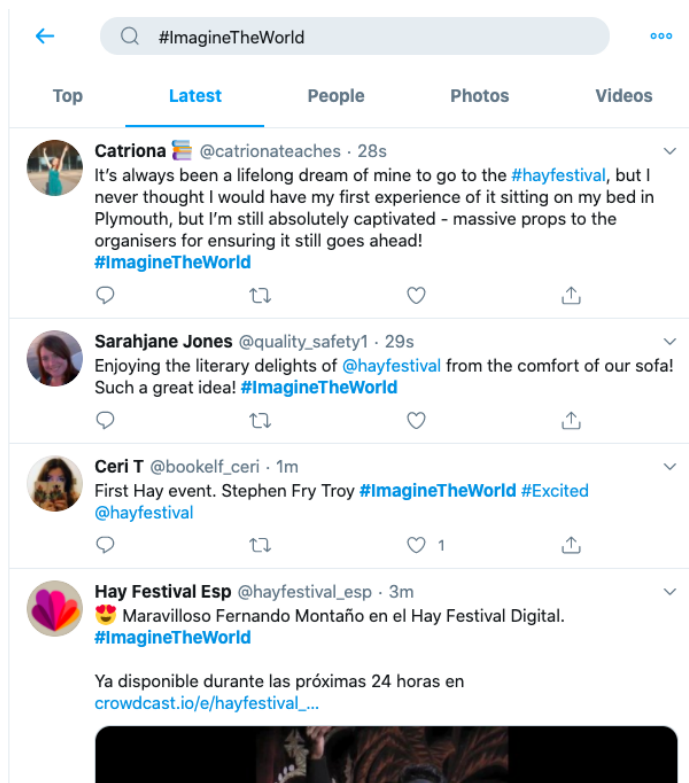 #ImagineTheWorld
Top Latest People Photos Videos
Catriona 📚 @catrionateaches · 28s
It's always been a lifelong dream of mine to go to the #hayfestival, but I
never thought I would have my first experience of it sitting on my bed in
Plymouth, but I'm still absolutely captivated - massive props to the
organisers for ensuring it still goes ahead!
#ImagineTheWorld
Sarahjane Jones @quality_safety1 · 29s
Enjoying the literary delights of @hayfestival from the comfort of our sofa!
Such a great idea! #ImagineTheWorld
Ceri T @bookelf_ceri · 1m
First Hay event. Stephen Fry Troy #ImagineTheWorld #Excited
@hayfestival
1
Hay Festival Esp @hayfestival_esp · 3m
😍 Maravilloso Fernando Montaño en el Hay Festival Digital.
#ImagineTheWorld
Ya disponible durante las próximas 24 horas en
crowdcast.io/e/hayfestival_...